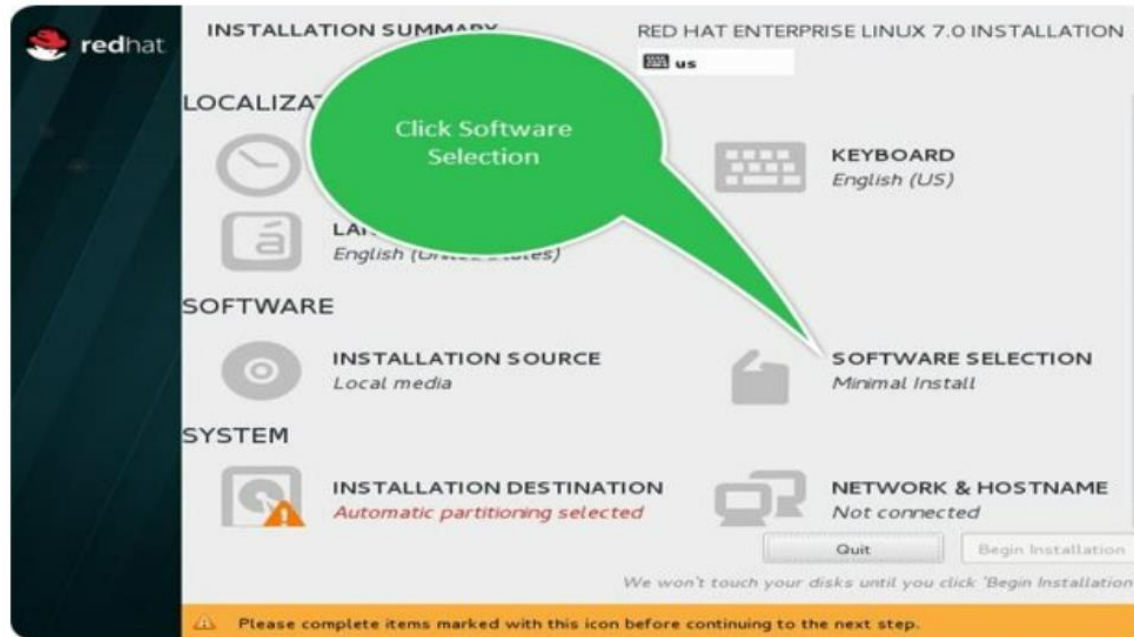 redhat
INSTALLATION SUMMARY
RED HAT ENTERPRISE LINUX 7.0 INSTALLATION
us
Click Software
Selection
KEYBOARD
English (US)
English (United States)
SOFTWARE
INSTALLATION SOURCE
Local media
SOFTWARE SELECTION
Minimal Install
SYSTEM
INSTALLATION DESTINATION
Automatic partitioning selected
NETWORK & HOSTNAME
Not connected
Quit
Begin Installation
We won't touch your disks until you click 'Begin Installation
Please complete items marked with this icon before continuing to the next step.